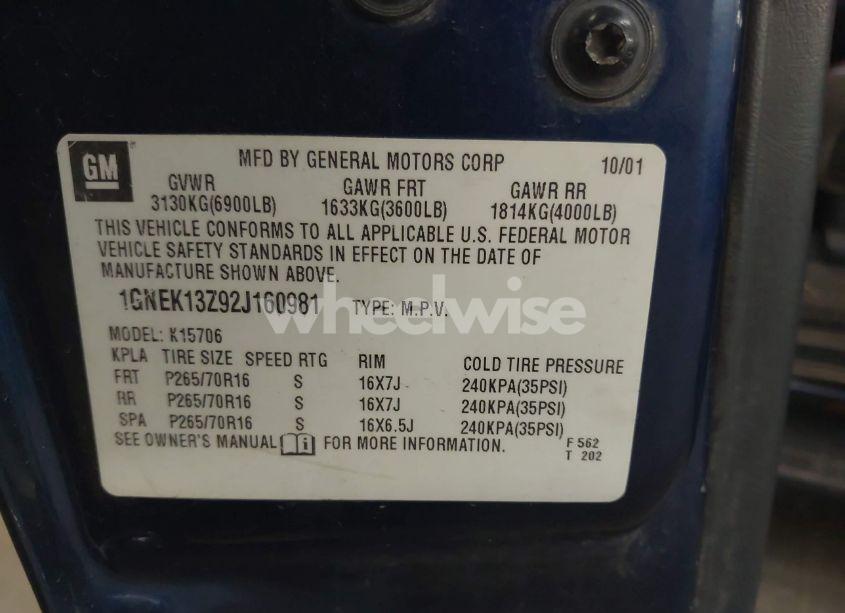 GM
MFD BY GENERAL MOTORS CORP 10/01
GVWR GAWR FRT GAWR RR
3130KG(6900LB) 1633KG(3600LB) 1814KG(4000LB)
THIS VEHICLE CONFORMS TO ALL APPLICABLE U.S. FEDERAL MOTOR
VEHICLE SAFETY STANDARDS IN EFFECT ON THE DATE OF
MANUFACTURE SHOWN ABOVE.
1GNEK13Z92J160981 TYPE: M.P.V.
wheelwise
MODEL: K15706
KPLA TIRE SIZE SPEED RTG RIM COLD TIRE PRESSURE
FRT P265/70R16 S 16X7J 240KPA(35PSI)
RR P265/70R16 S 16X7J 240KPA(35PSI)
SPA P265/70R16 S 16X6.5J 240KPA(35PSI)
SEE OWNER'S MANUAL i FOR MORE INFORMATION.
F 562
T 202